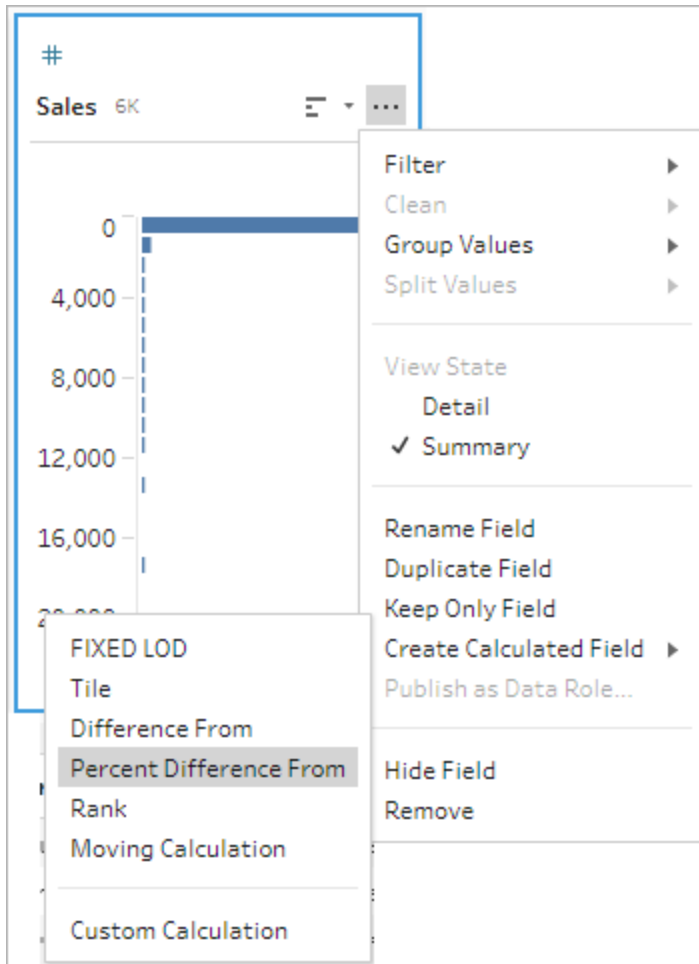 #
Sales 6K
...
Filter
Clean
Group Values
Split Values
View State
Detail
✓ Summary
Rename Field
Duplicate Field
Keep Only Field
Create Calculated Field
Publish as Data Role...
Hide Field
Remove
0
4,000
8,000
12,000
16,000
FIXED LOD
Tile
Difference From
Percent Difference From
Rank
Moving Calculation
Custom Calculation